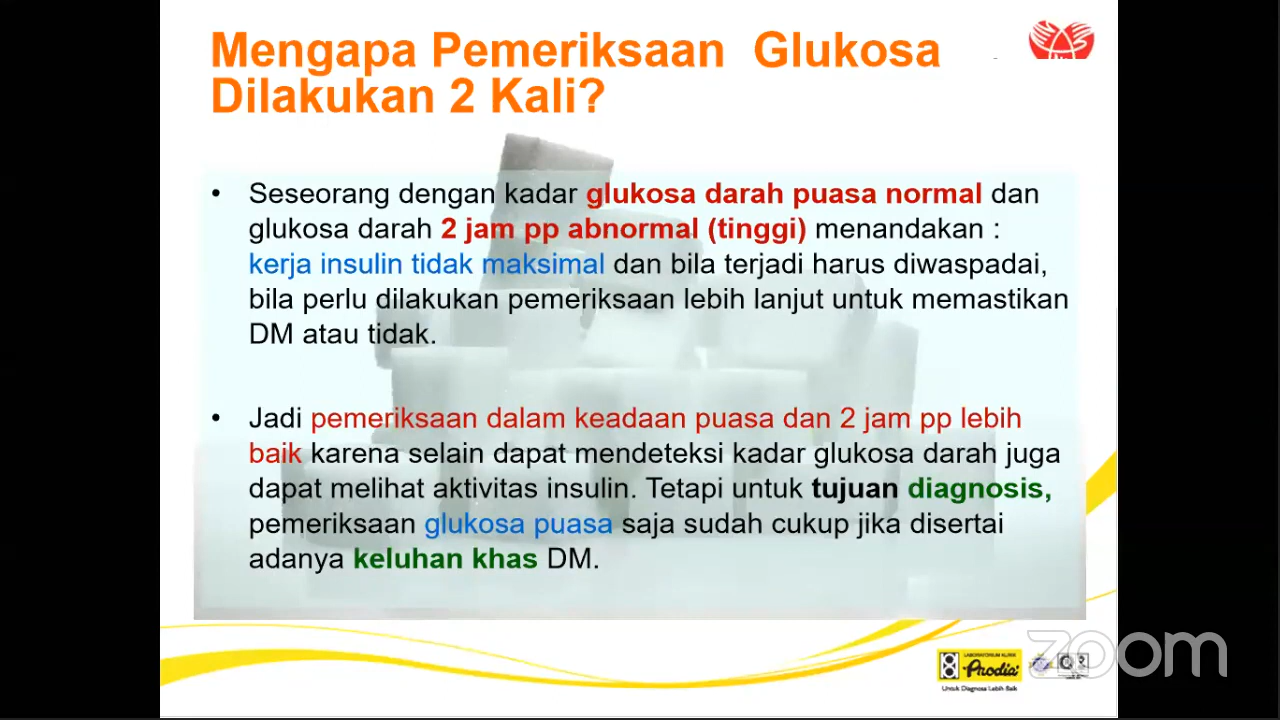 Mengapa Pemeriksaan Glukosa
Dilakukan 2 Kali?
• Seseorang dengan kadar glukosa darah puasa normal dan
glukosa darah 2 jam pp abnormal (tinggi) menandakan :
kerja insulin tidak maksimal dan bila terjadi harus diwaspadai,
bila perlu dilakukan pemeriksaan lebih lanjut untuk memastikan
DM atau tidak.
• Jadi pemeriksaan dalam keadaan puasa dan 2 jam pp lebih
baik karena selain dapat mendeteksi kadar glukosa darah juga
dapat melihat aktivitas insulin. Tetapi untuk tujuan diagnosis,
pemeriksaan glukosa puasa saja sudah cukup jika disertai
adanya keluhan khas DM.
zoom
LABORATORIUM KLINIK
Prodia
Untuk Diagnosa Lebih Baik